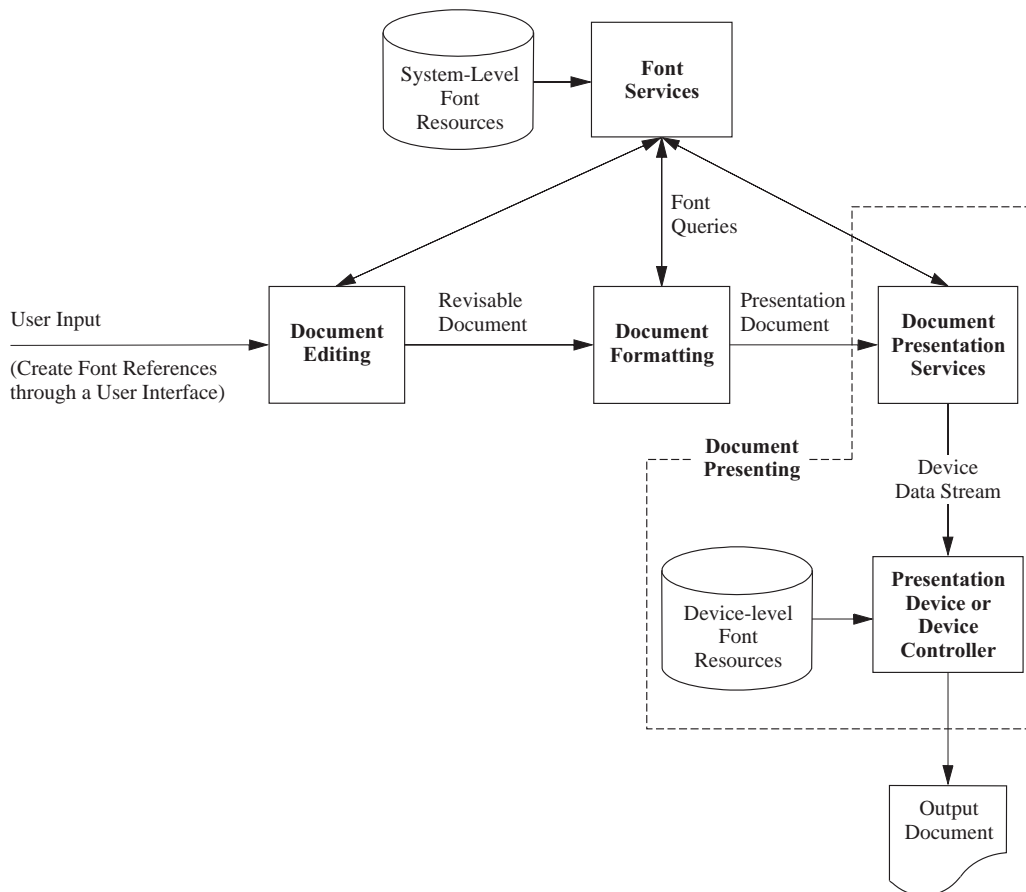 System-Level
Font
Resources
Font
Services
Font
Queries
User Input
(Create Font References
through a User Interface)
Document
Editing
Revisable
Document
Document
Formatting
Presentation
Document
Document
Presentation
Services
Document
Presenting
Device
Data Stream
Device-level
Font
Resources
Presentation
Device or
Device
Controller
Output
Document